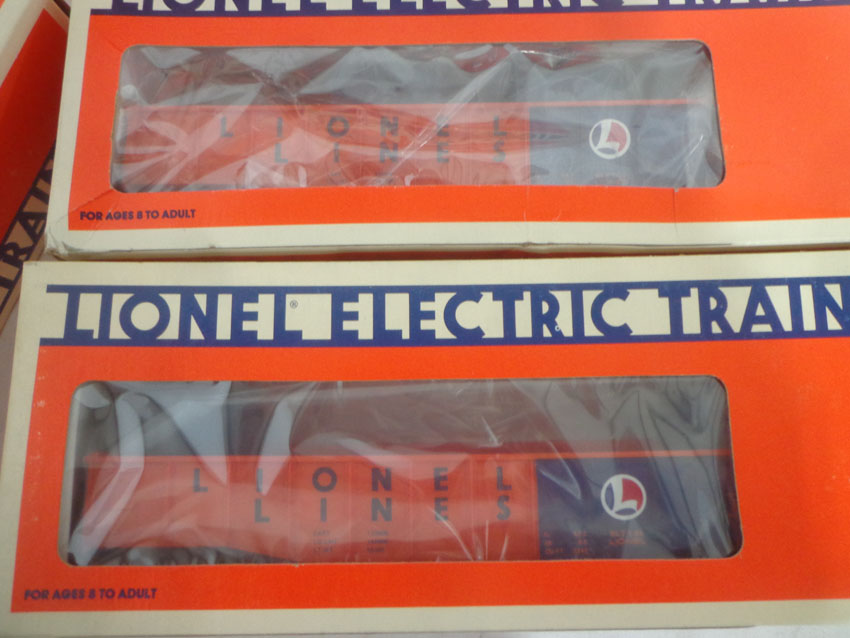 LIONEL ELECTRIC TRAIN
LIONEL
LINES
L
FOR AGES 8 TO ADULT
TRAIN
LIONEL® ELECTRIC TRAIN
LIONEL
LINES
L
FOR AGES 8 TO ADULT